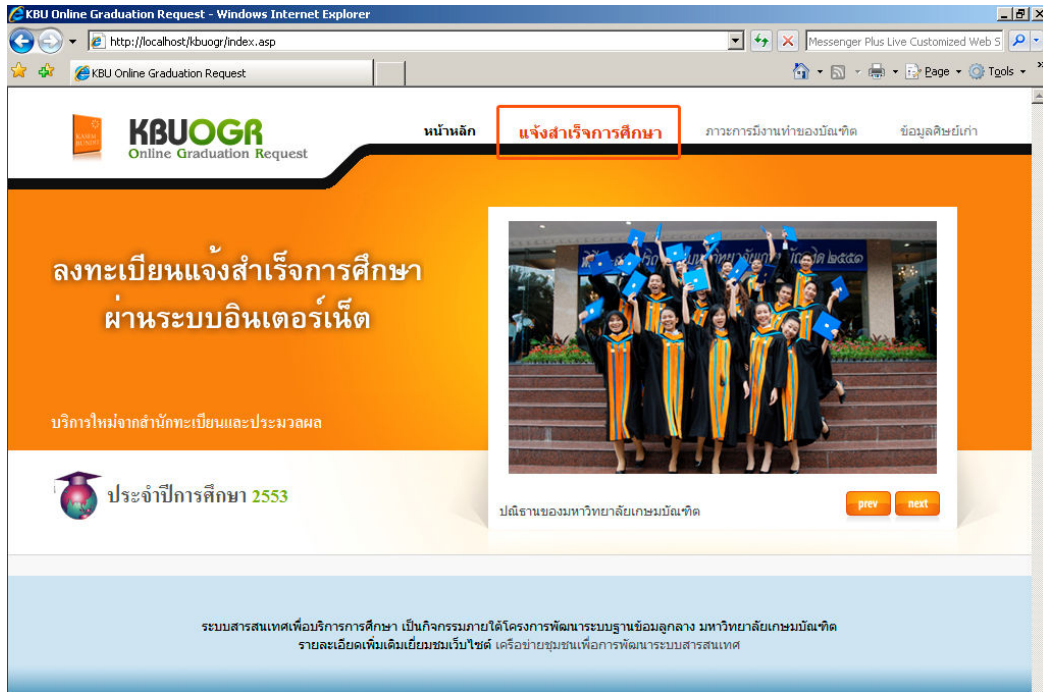 KBU Online Graduation Request - Windows Internet Explorer
http://localhost/kbuogr/index.asp
Messenger Plus Live Customized Web S
KBU Online Graduation Request
Page
Tools
KBUOGR
Online Graduation Request
หน้าหลัก
แจ้งสำเร็จการศึกษา
ภาวะการมีงานทำของบัณฑิต
ข้อมูลศิษย์เก่า
ลงทะเบียนแจ้งสำเร็จการศึกษา
ผ่านระบบอินเตอร์เน็ต
บริการใหม่จากสำนักทะเบียนและประมวลผล
ประจำปีการศึกษา 2553
ปณิธานของมหาวิทยาลัยเกษมบัณฑิต
prev
next
ระบบสารสนเทศเพื่อบริการการศึกษา เป็นกิจกรรมภายใต้โครงการพัฒนาระบบฐานข้อมูลกลาง มหาวิทยาลัยเกษมบัณฑิต
รายละเอียดเพิ่มเติมเยี่ยมชมเว็บไซต์ เครือข่ายชุมชนเพื่อการพัฒนาระบบสารสนเทศ